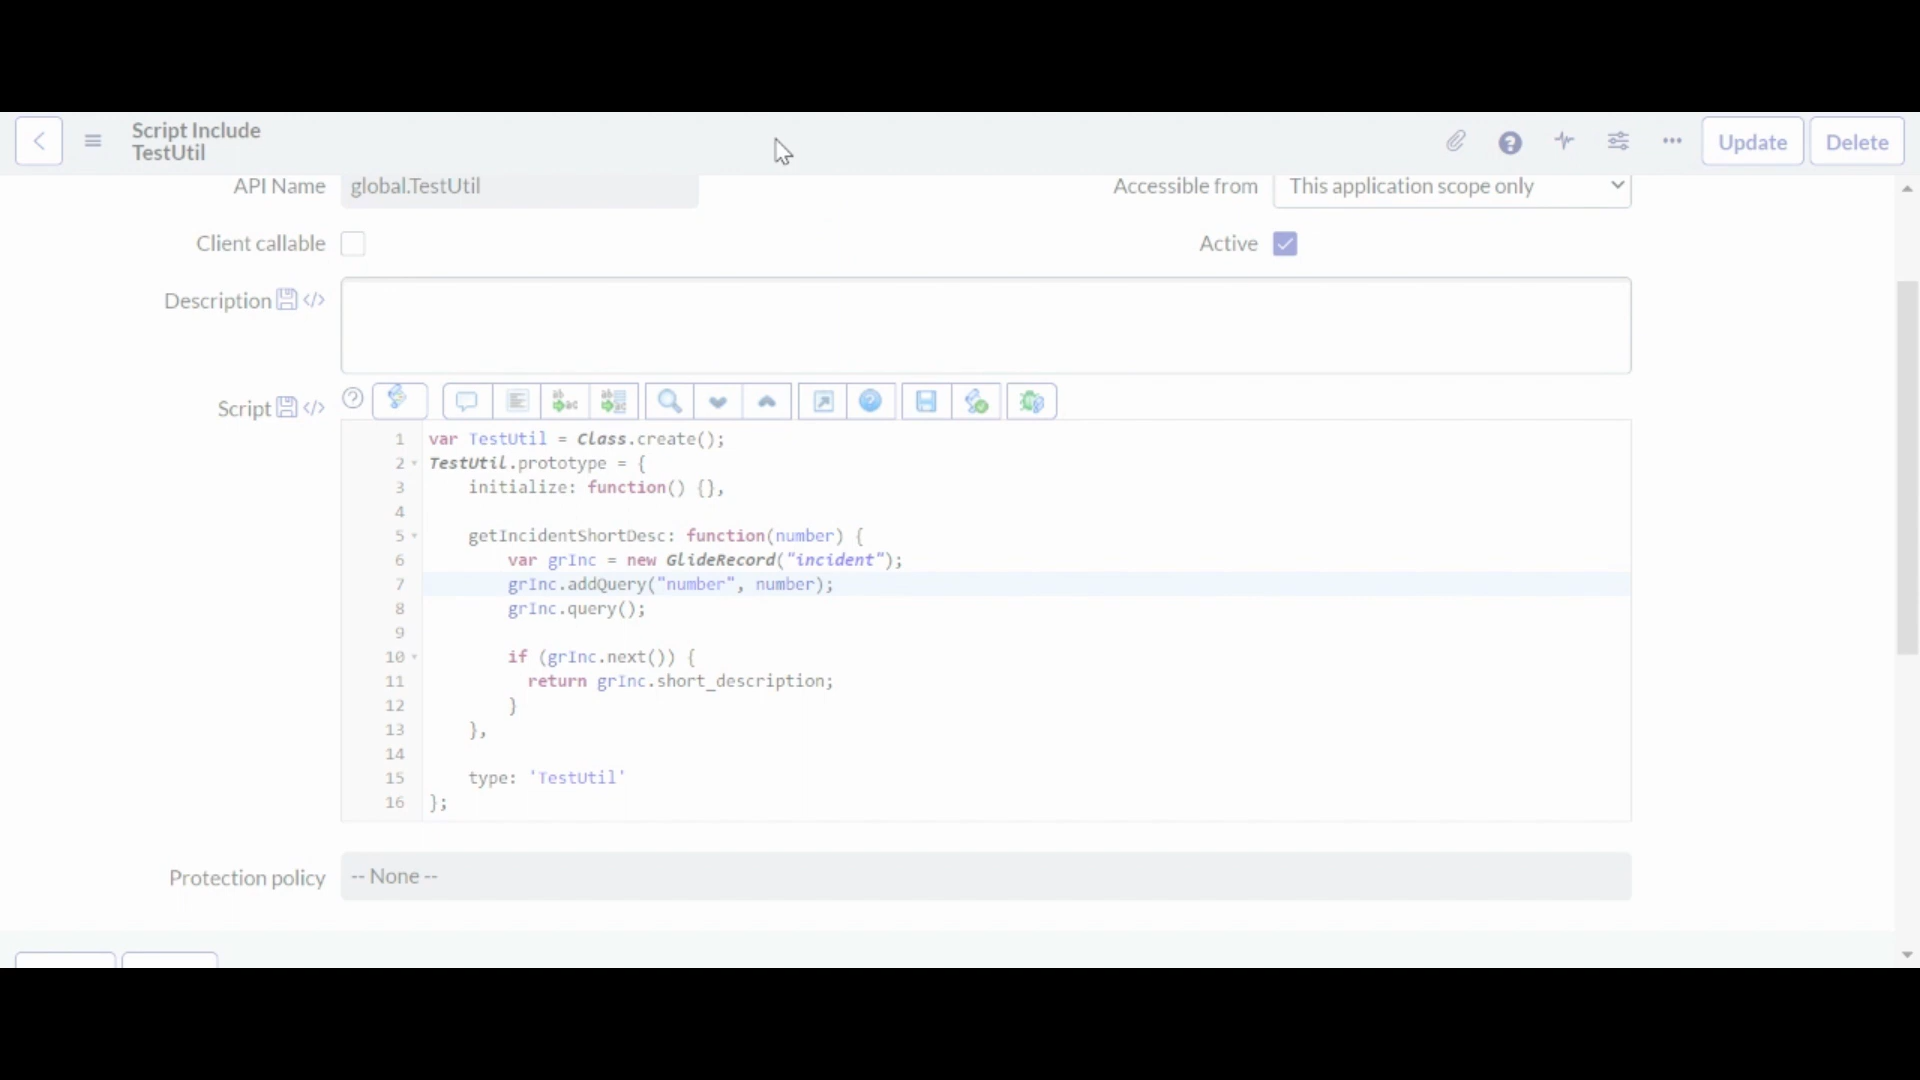 Script Include
TestUtil
Update
Delete
API Name
global.TestUtil
Accessible from
This application scope only
Client callable
Active
Description
Script
1 var TestUtil = Class.create();
2 TestUtil.prototype = {
3 initialize: function() {},
4
5 getIncidentShortDesc: function(number) {
6 var grInc = new GlideRecord("incident");
7 grInc.addQuery("number", number);
8 grInc.query();
9
10 if (grInc.next()) {
11 return grInc.short_description;
12 }
13 },
14
15 type: 'TestUtil'
16 };
Protection policy
-- None --